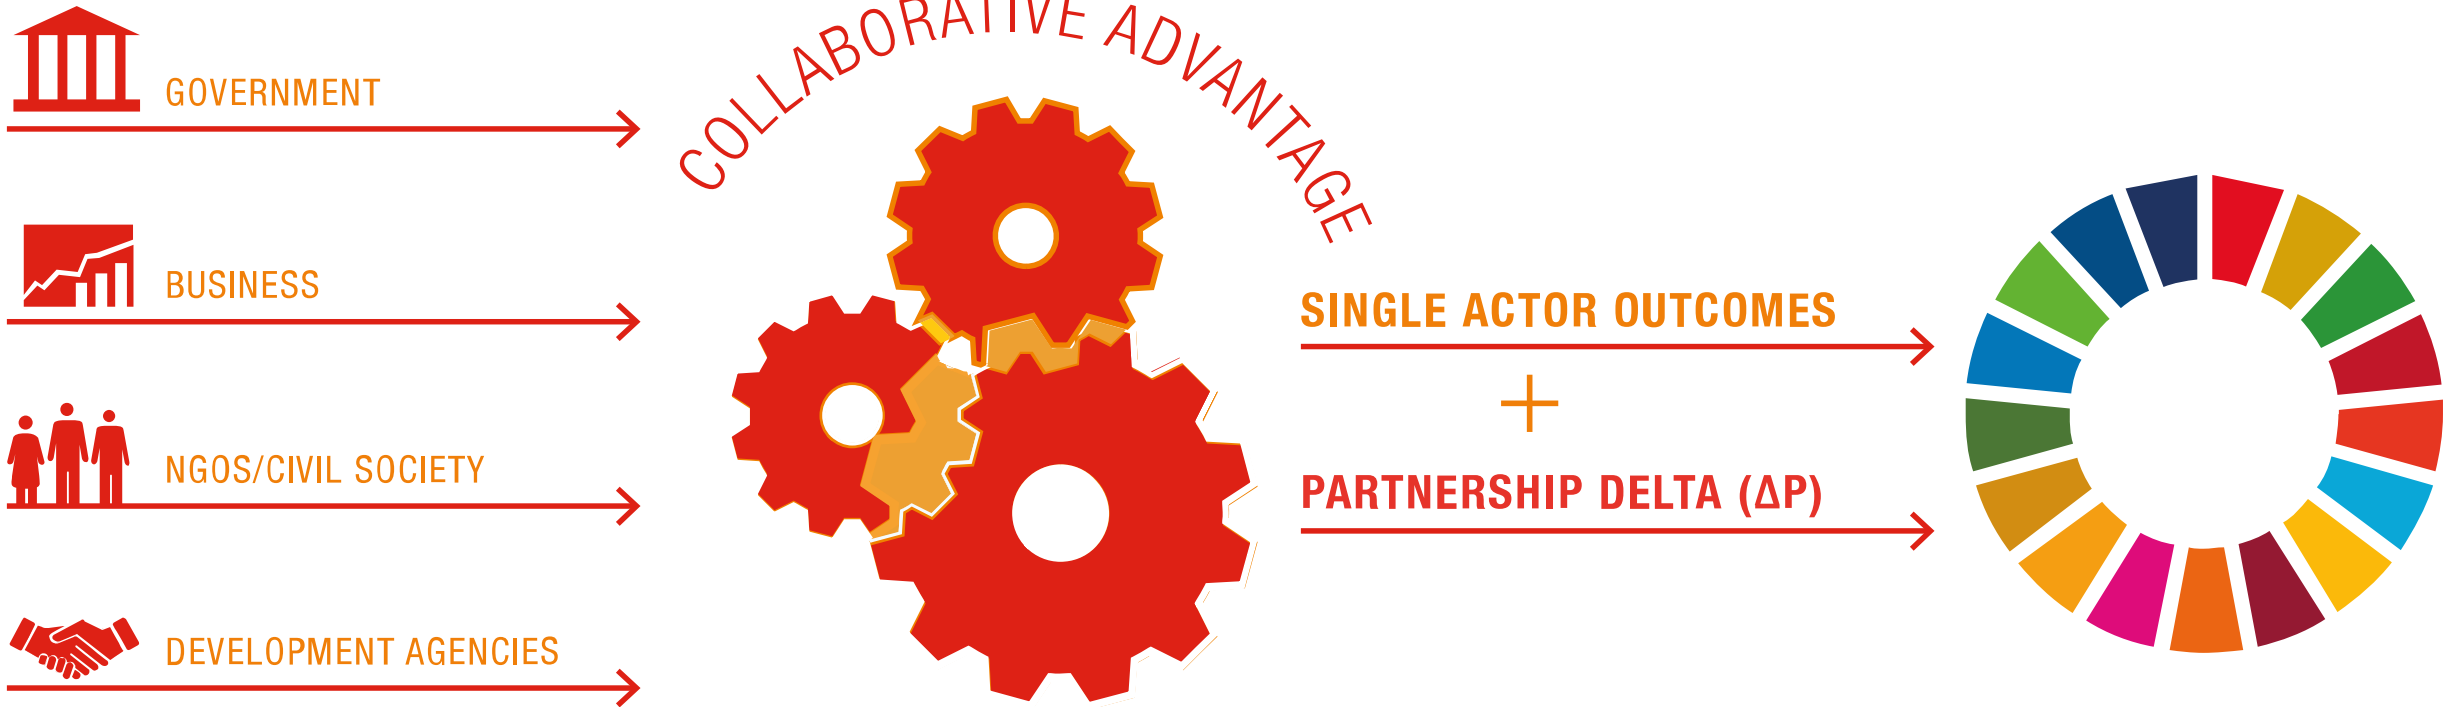 GOVERNMENT
BUSINESS
NGOS/CIVIL SOCIETY
DEVELOPMENT AGENCIES
COLLABORATIVE ADVANTAGE
SINGLE ACTOR OUTCOMES
+
PARTNERSHIP DELTA (ΔP)